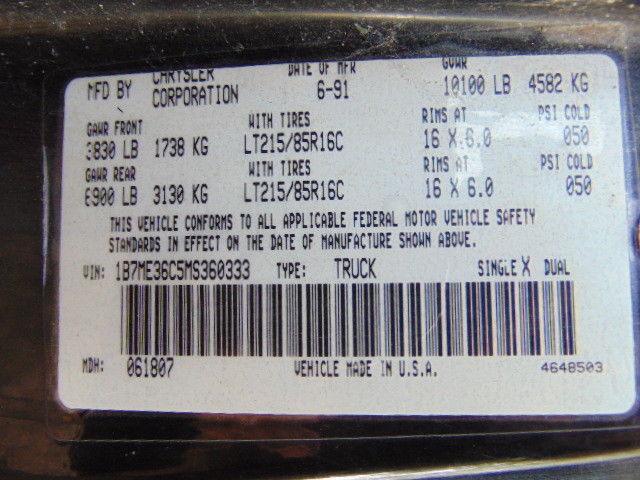 MFD BY CHRYSLER CORPORATION DATE OF MFR 6-91 GVWR 10100 LB 4582 KG
GAWR FRONT WITH TIRES RIMS AT PSI COLD
3830 LB 1738 KG LT215/85R16C 16 X 6.0 050
GAWR REAR WITH TIRES RIMS AT PSI COLD
6900 LB 3130 KG LT215/85R16C 16 X 6.0 050
THIS VEHICLE CONFORMS TO ALL APPLICABLE FEDERAL MOTOR VEHICLE SAFETY
STANDARDS IN EFFECT ON THE DATE OF MANUFACTURE SHOWN ABOVE.
VIN: 1B7ME36C5MS360333 TYPE: TRUCK SINGLE X DUAL
MDH: 061807 VEHICLE MADE IN U.S.A. 4648503